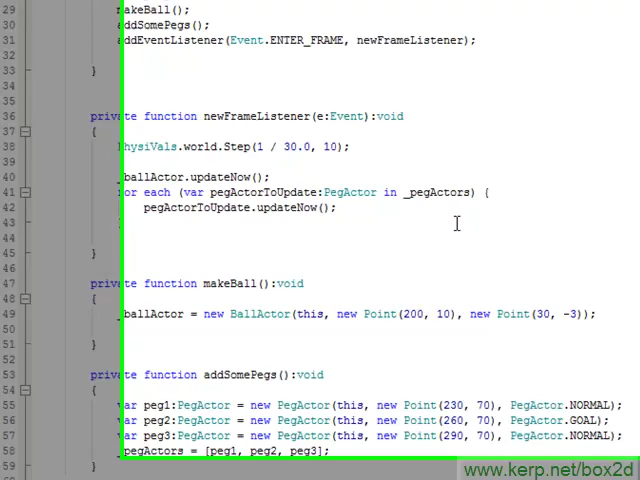 29 makeBall();
30 addSomePegs();
31 addEventListener(Event.ENTER_FRAME, newFrameListener);
32
33 }
34
35
36 private function newFrameListener(e:Event):void
37 {
38 PhysiVals.world.Step(1 / 30.0, 10);
39
40 _ballActor.updateNow();
41 for each (var pegActorToUpdate:PegActor in _pegActors) {
42 pegActorToUpdate.updateNow();
43 }
44
45 }
46
47 private function makeBall():void
48 {
49 _ballActor = new BallActor(this, new Point(200, 10), new Point(30, -3));
50
51 }
52
53 private function addSomePegs():void
54 {
55 var peg1:PegActor = new PegActor(this, new Point(230, 70), PegActor.NORMAL);
56 var peg2:PegActor = new PegActor(this, new Point(260, 70), PegActor.GOAL);
57 var peg3:PegActor = new PegActor(this, new Point(290, 70), PegActor.NORMAL);
58 _pegActors = [peg1, peg2, peg3];
59 }
www.kerp.net/box2d